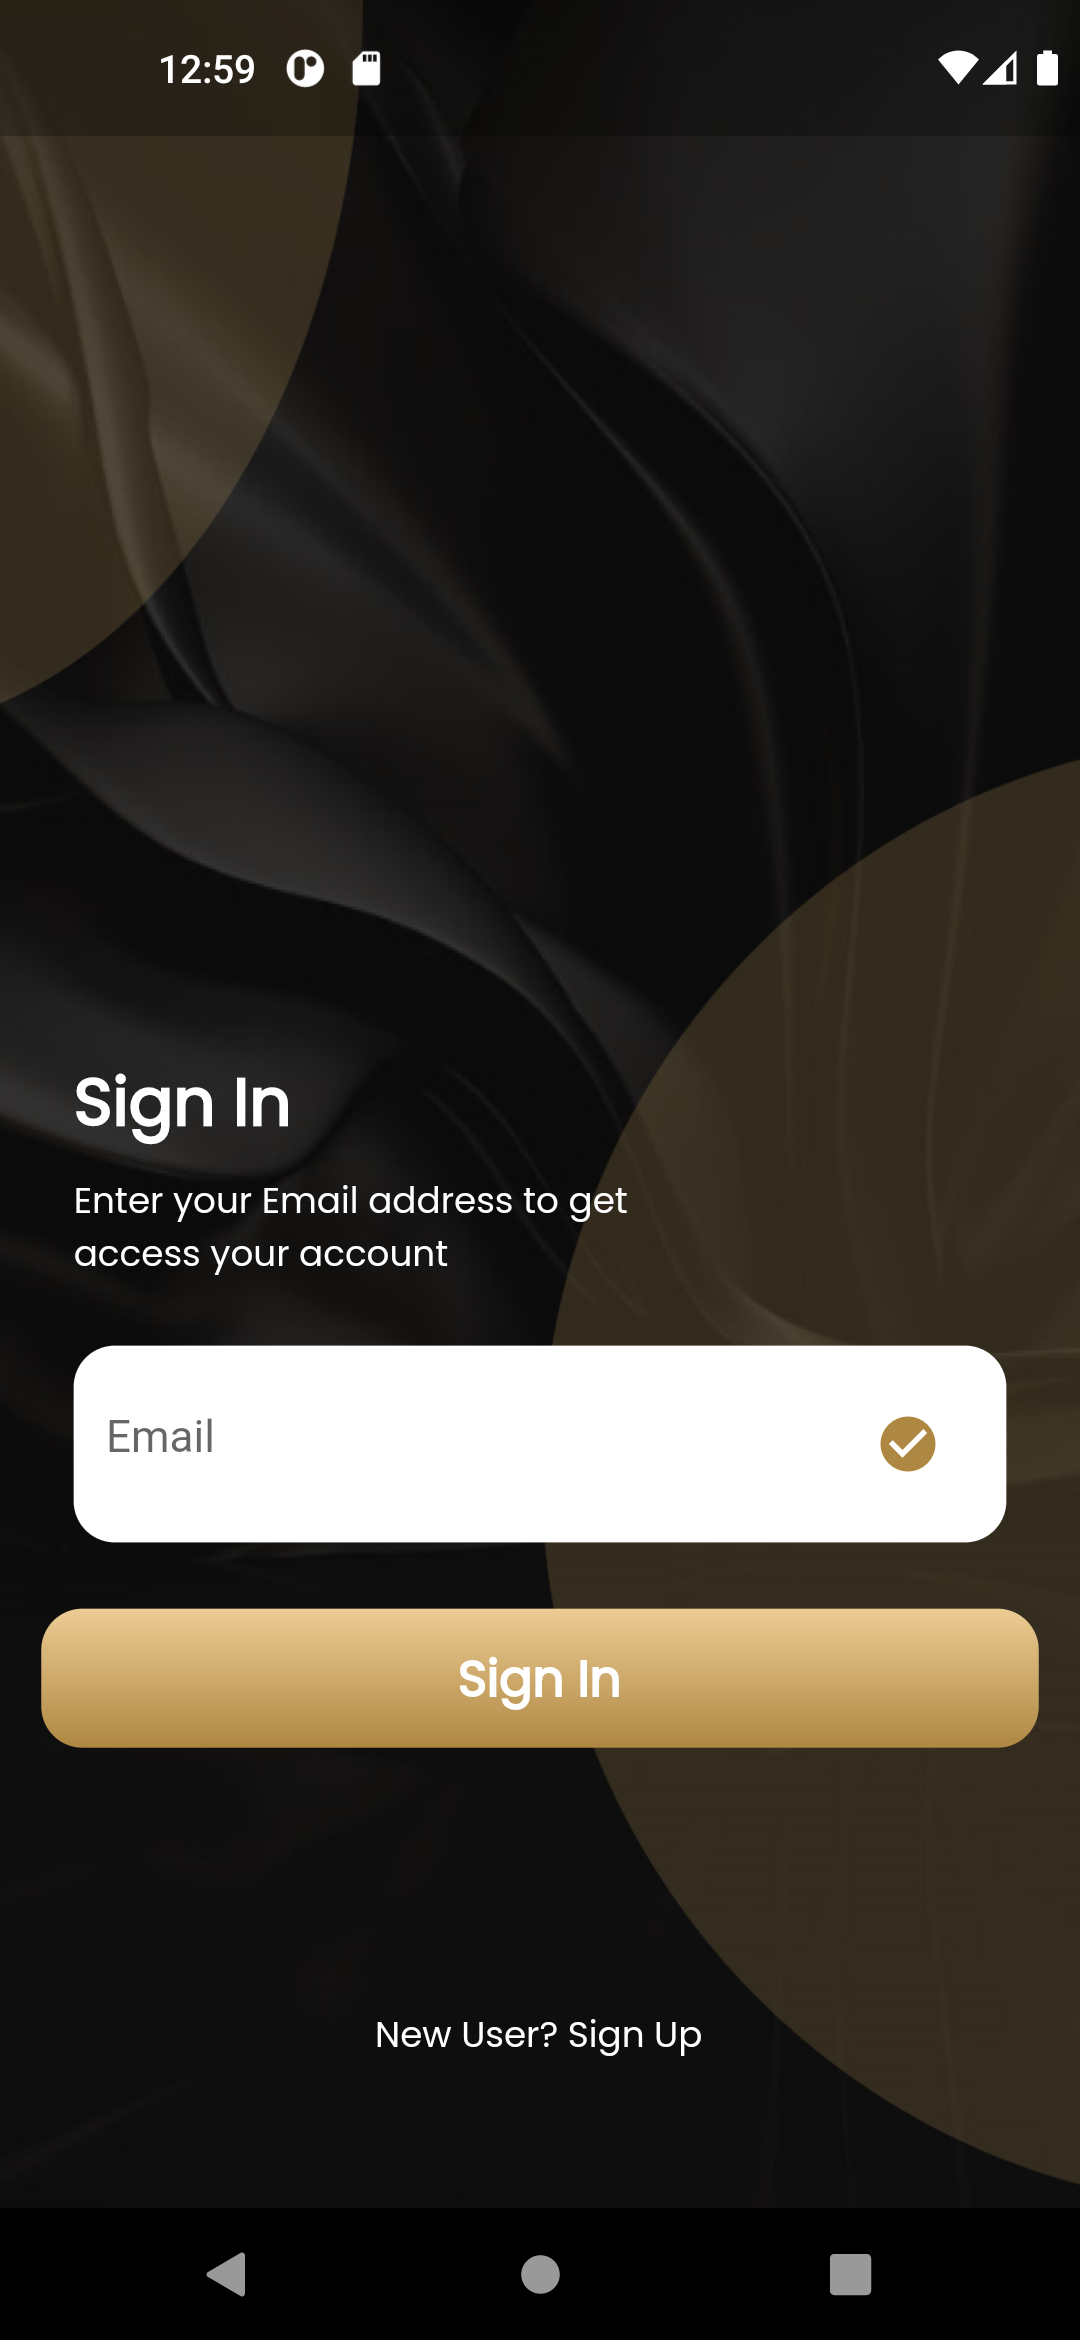 12:59
Sign In
Enter your Email address to get
access your account
Email
Sign In
New User? Sign Up